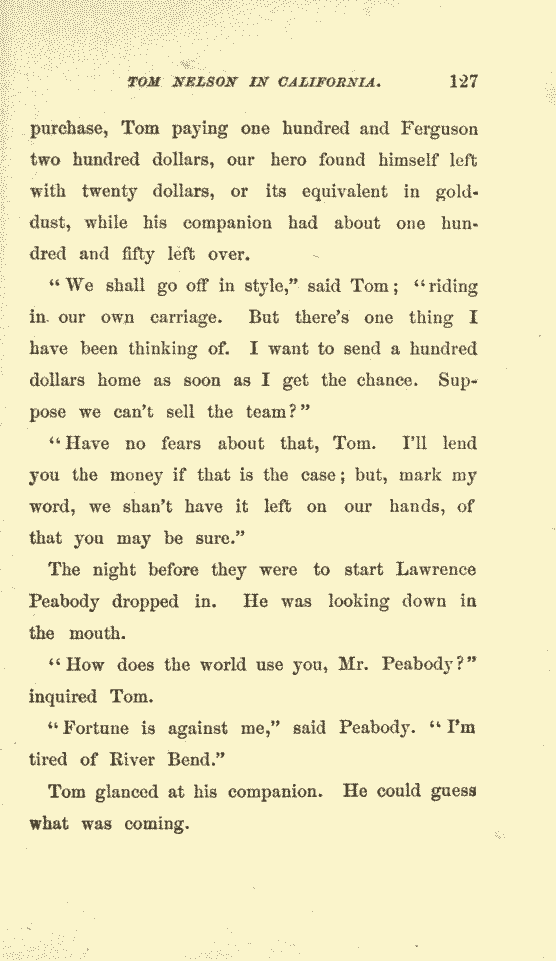 TOM NELSON IN CALIFORNIA. 127
purchase, Tom paying one hundred and Ferguson
two hundred dollars, our hero found himself left
with twenty dollars, or its equivalent in gold-
dust, while his companion had about one hun-
dred and fifty left over.
“We shall go off in style,” said Tom; “riding
in our own carriage. But there’s one thing I
have been thinking of. I want to send a hundred
dollars home as soon as I get the chance. Sup-
pose we can’t sell the team?”
“Have no fears about that, Tom. I’ll lend
you the money if that is the case; but, mark my
word, we shan’t have it left on our hands, of
that you may be sure.”
The night before they were to start Lawrence
Peabody dropped in. He was looking down in
the mouth.
“How does the world use you, Mr. Peabody?”
inquired Tom.
“Fortune is against me,” said Peabody. “I’m
tired of River Bend.”
Tom glanced at his companion. He could guess
what was coming.